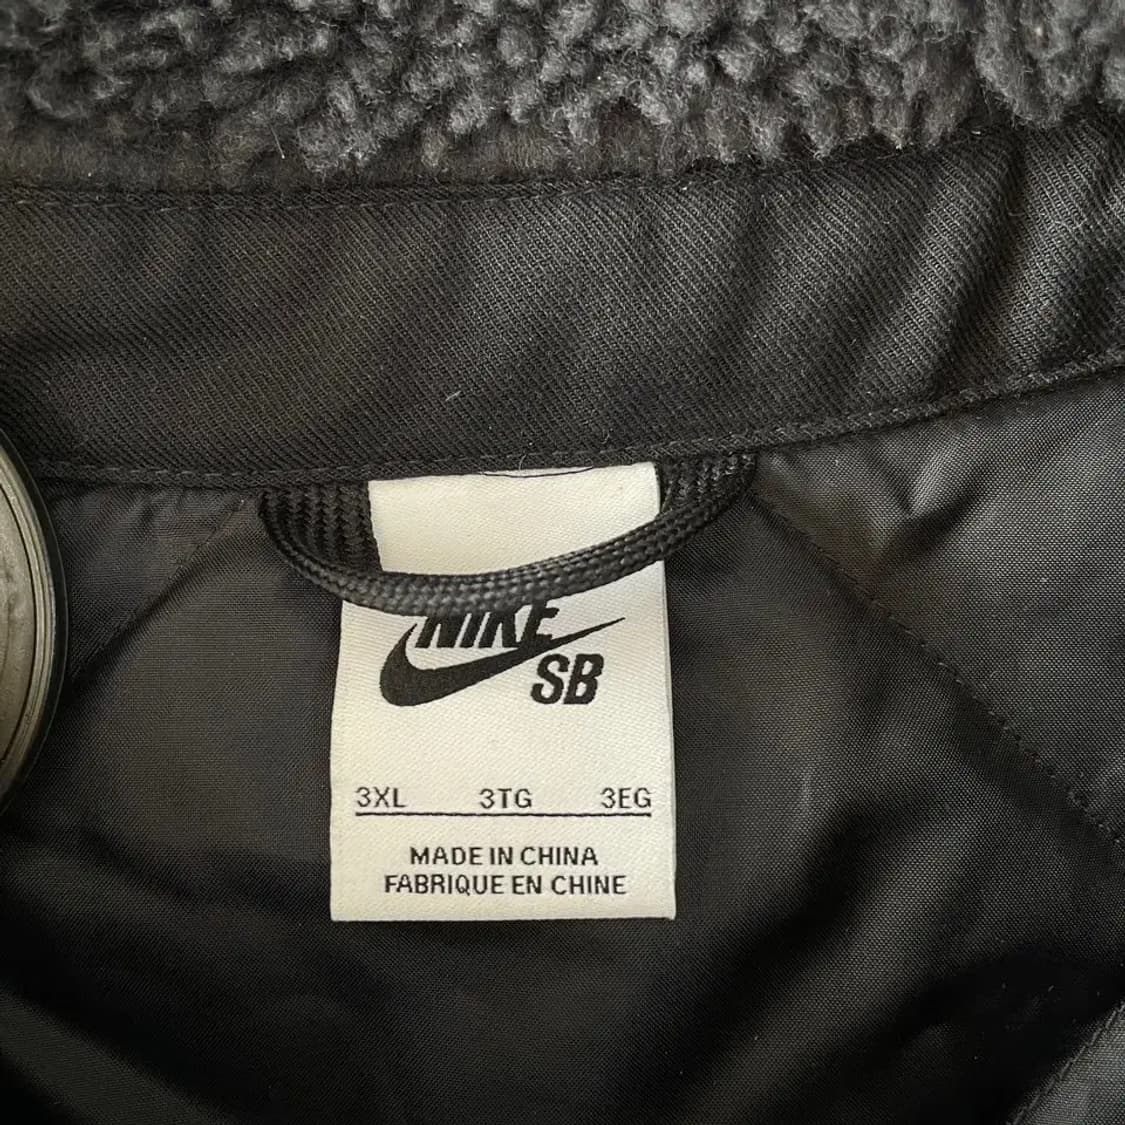 NIKE
SB
3XL 3TG 3EG
MADE IN CHINA
FABRIQUE EN CHINE